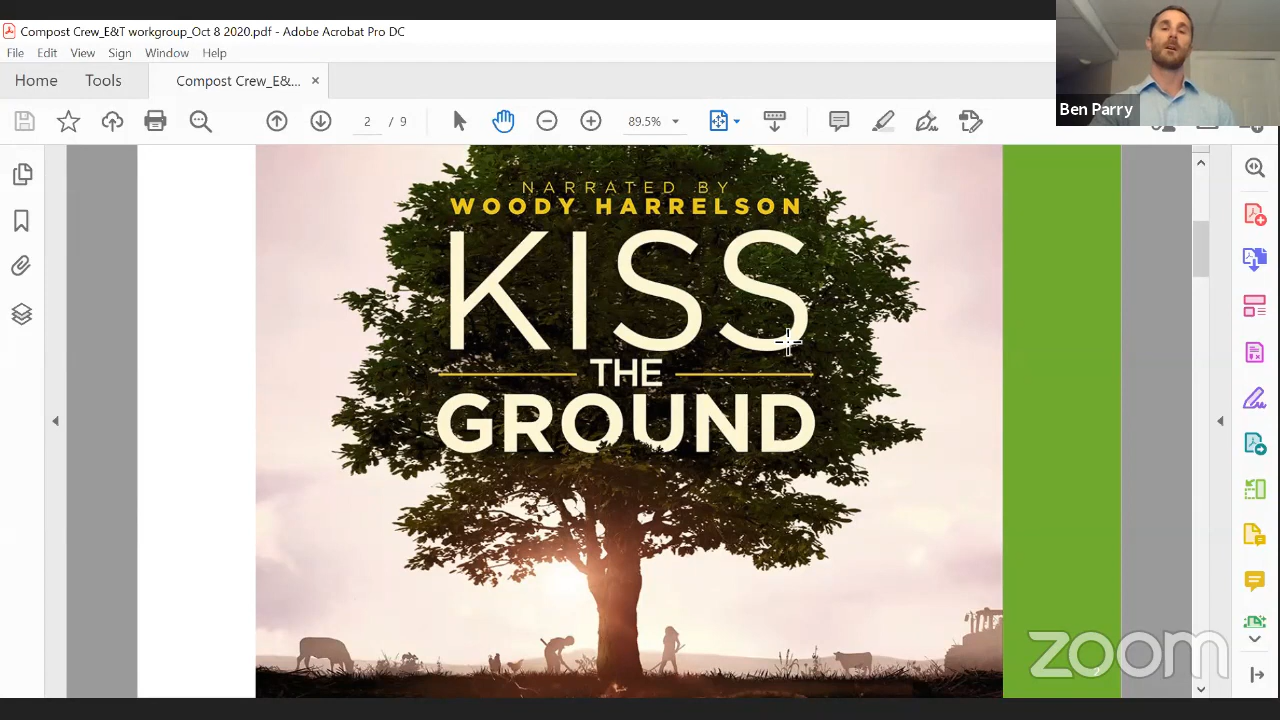 Compost Crew_E&T workgroup_Oct 8 2020.pdf - Adobe Acrobat Pro DC
File Edit View Sign Window Help
Home Tools Compost Crew_E&... ×
2 / 9 89.5%
Ben Parry
NARRATED BY
WOODY HARRELSON
KISS
THE
GROUND
zoom